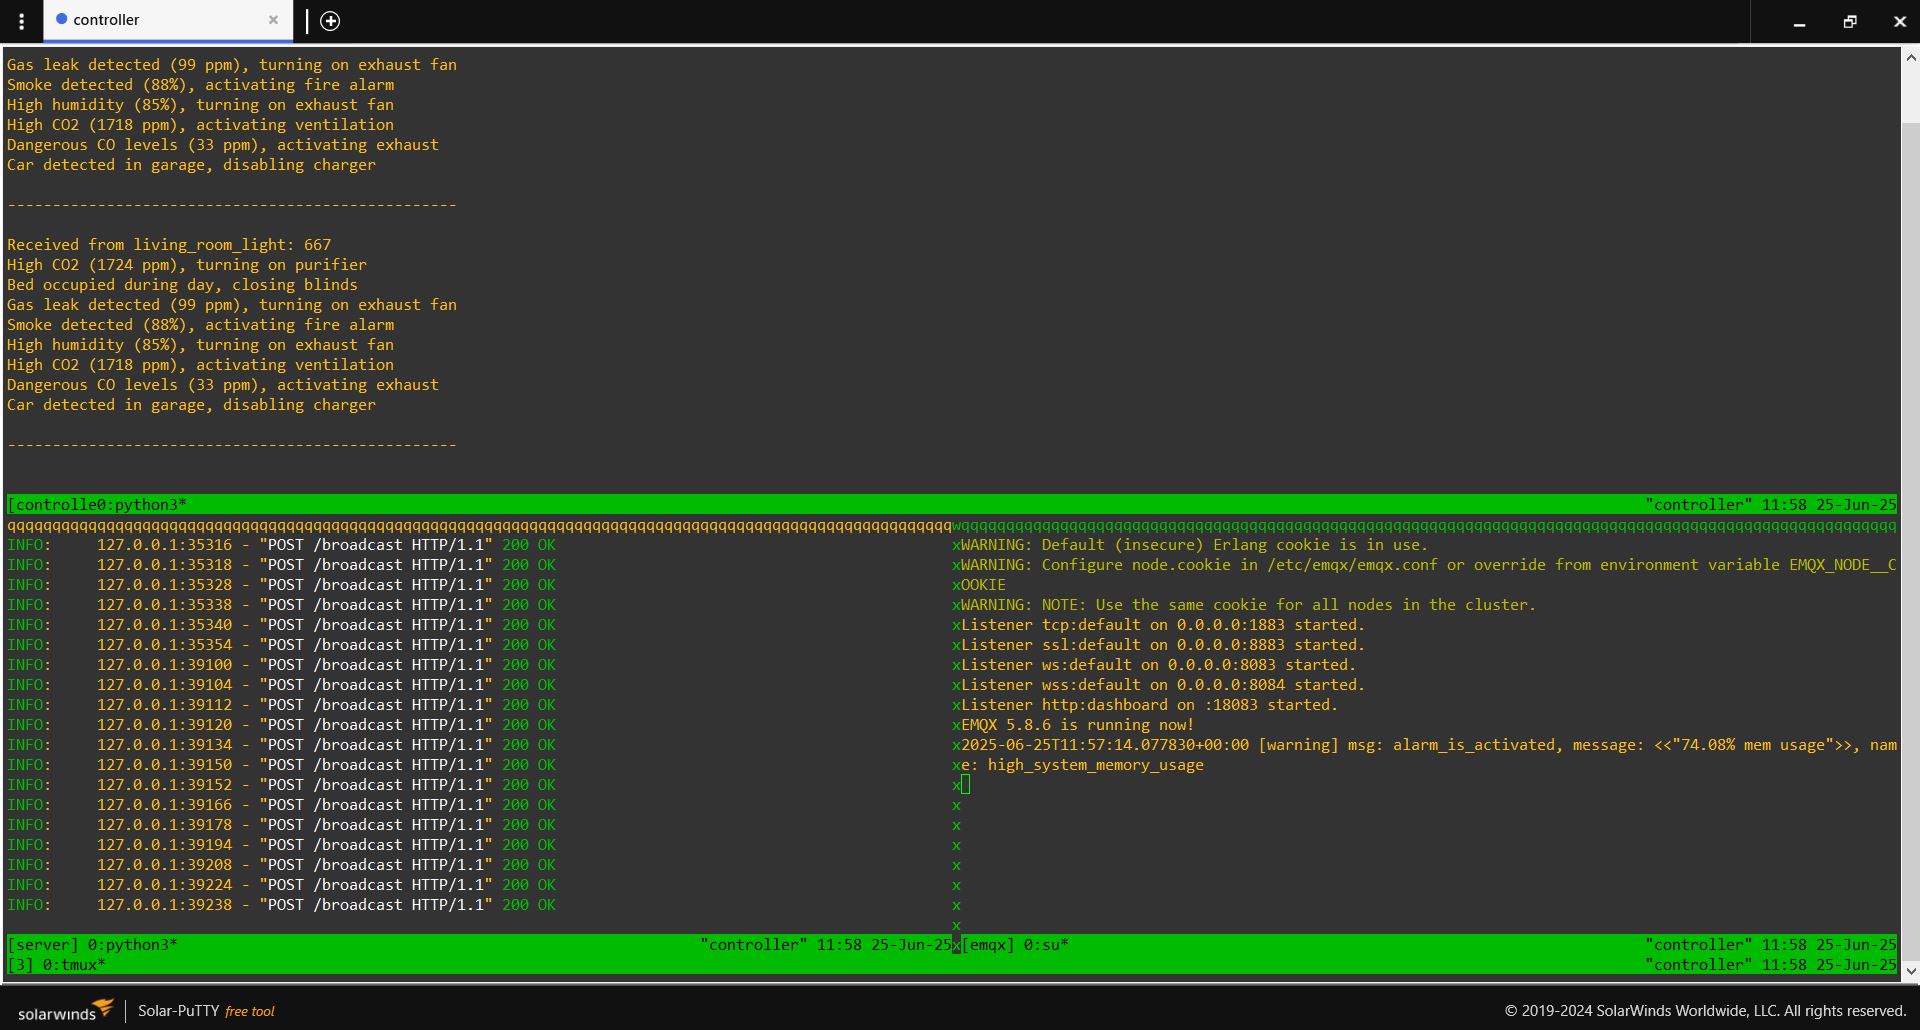 controller
Gas leak detected (99 ppm), turning on exhaust fan
Smoke detected (88%), activating fire alarm
High humidity (85%), turning on exhaust fan
High CO2 (1718 ppm), activating ventilation
Dangerous CO levels (33 ppm), activating exhaust
Car detected in garage, disabling charger
--------------------------------------------------
Received from living_room_light: 667
High CO2 (1724 ppm), turning on purifier
Bed occupied during day, closing blinds
Gas leak detected (99 ppm), turning on exhaust fan
Smoke detected (88%), activating fire alarm
High humidity (85%), turning on exhaust fan
High CO2 (1718 ppm), activating ventilation
Dangerous CO levels (33 ppm), activating exhaust
Car detected in garage, disabling charger
--------------------------------------------------
[controlle0:python3* "controller" 11:58 25-Jun-25
qqqqqqqqqqqqqqqqqqqqqqqqqqqqqqqqqqqqqqqqqqqqqqqqqqqqqqqqqqqqqqqqqqqqqqqqqqqqqqqqqqqqqqqqqqqqqqqqqqqqqqqqqwqqqqqqqqqqqqqqqqqqqqqqqqqqqqqqqqqqqqqqqqqqqqqqqqqqqqqqqqqqqqqqqqqqqqqqqqqqqqqqqqqqqqqqqqqqqqqqqqqqqqqqqq
INFO: 127.0.0.1:35316 - "POST /broadcast HTTP/1.1" 200 OK
INFO: 127.0.0.1:35318 - "POST /broadcast HTTP/1.1" 200 OK
INFO: 127.0.0.1:35328 - "POST /broadcast HTTP/1.1" 200 OK
INFO: 127.0.0.1:35338 - "POST /broadcast HTTP/1.1" 200 OK
INFO: 127.0.0.1:35340 - "POST /broadcast HTTP/1.1" 200 OK
INFO: 127.0.0.1:35354 - "POST /broadcast HTTP/1.1" 200 OK
INFO: 127.0.0.1:39100 - "POST /broadcast HTTP/1.1" 200 OK
INFO: 127.0.0.1:39104 - "POST /broadcast HTTP/1.1" 200 OK
INFO: 127.0.0.1:39112 - "POST /broadcast HTTP/1.1" 200 OK
INFO: 127.0.0.1:39120 - "POST /broadcast HTTP/1.1" 200 OK
INFO: 127.0.0.1:39134 - "POST /broadcast HTTP/1.1" 200 OK
INFO: 127.0.0.1:39150 - "POST /broadcast HTTP/1.1" 200 OK
INFO: 127.0.0.1:39152 - "POST /broadcast HTTP/1.1" 200 OK
INFO: 127.0.0.1:39166 - "POST /broadcast HTTP/1.1" 200 OK
INFO: 127.0.0.1:39178 - "POST /broadcast HTTP/1.1" 200 OK
INFO: 127.0.0.1:39194 - "POST /broadcast HTTP/1.1" 200 OK
INFO: 127.0.0.1:39208 - "POST /broadcast HTTP/1.1" 200 OK
INFO: 127.0.0.1:39224 - "POST /broadcast HTTP/1.1" 200 OK
INFO: 127.0.0.1:39238 - "POST /broadcast HTTP/1.1" 200 OK
[server] 0:python3* "controller" 11:58 25-Jun-25
xWARNING: Default (insecure) Erlang cookie is in use.
xWARNING: Configure node.cookie in /etc/emqx/emqx.conf or override from environment variable EMQX_NODE__C
xOOKIE
xWARNING: NOTE: Use the same cookie for all nodes in the cluster.
xListener tcp:default on 0.0.0.0:1883 started.
xListener ssl:default on 0.0.0.0:8883 started.
xListener ws:default on 0.0.0.0:8083 started.
xListener wss:default on 0.0.0.0:8084 started.
xListener http:dashboard on :18083 started.
xEMQX 5.8.6 is running now!
x2025-06-25T11:57:14.077830+00:00 [warning] msg: alarm_is_activated, message: <<"74.08% mem usage">>, nam
xe: high_system_memory_usage
x
x
x
x
x
x
x
x
x[emqx] 0:su* "controller" 11:58 25-Jun-25
[3] 0:tmux* "controller" 11:58 25-Jun-25
solarwinds Solar-PuTTY free tool
© 2019-2024 SolarWinds Worldwide, LLC. All rights reserved.